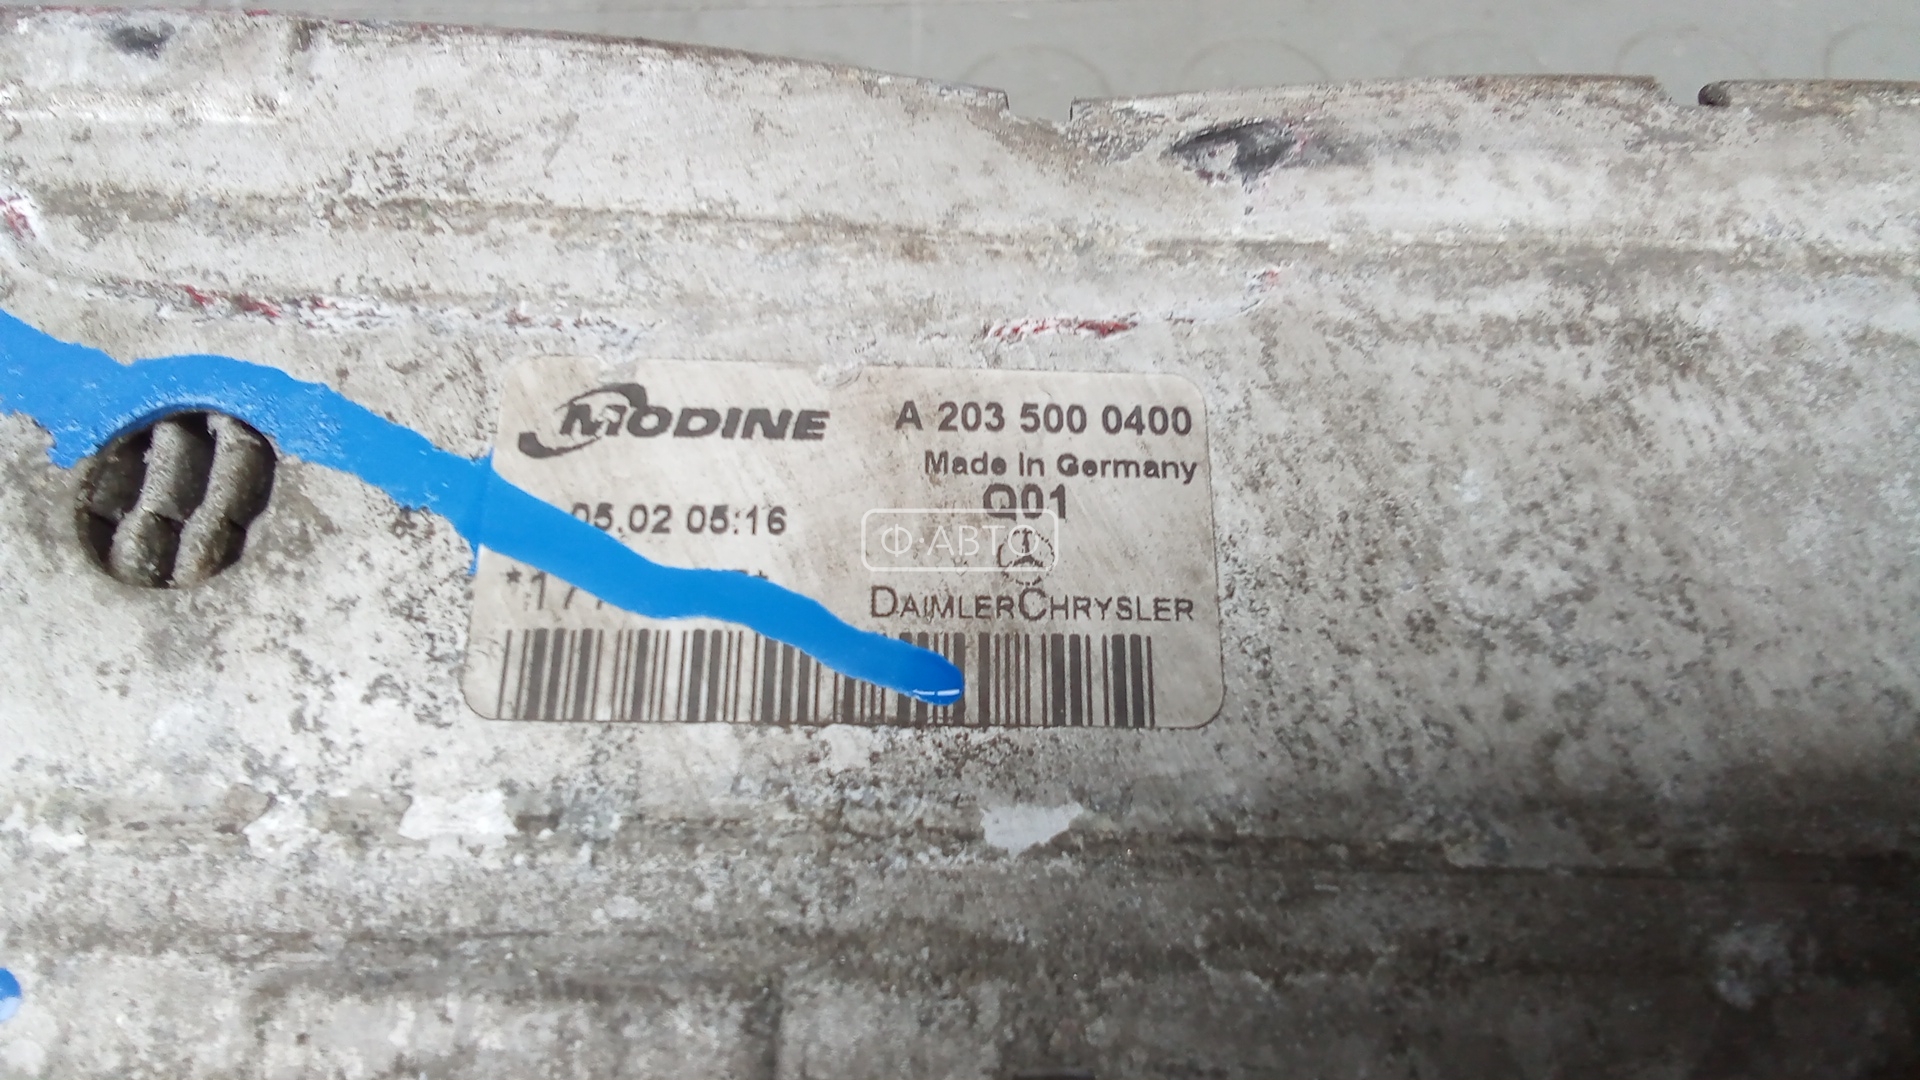 MODINE
A 203 500 0400
Made in Germany
Q01
05.02 05:16
Ф·АВТО
DAIMLERCHRYSLER